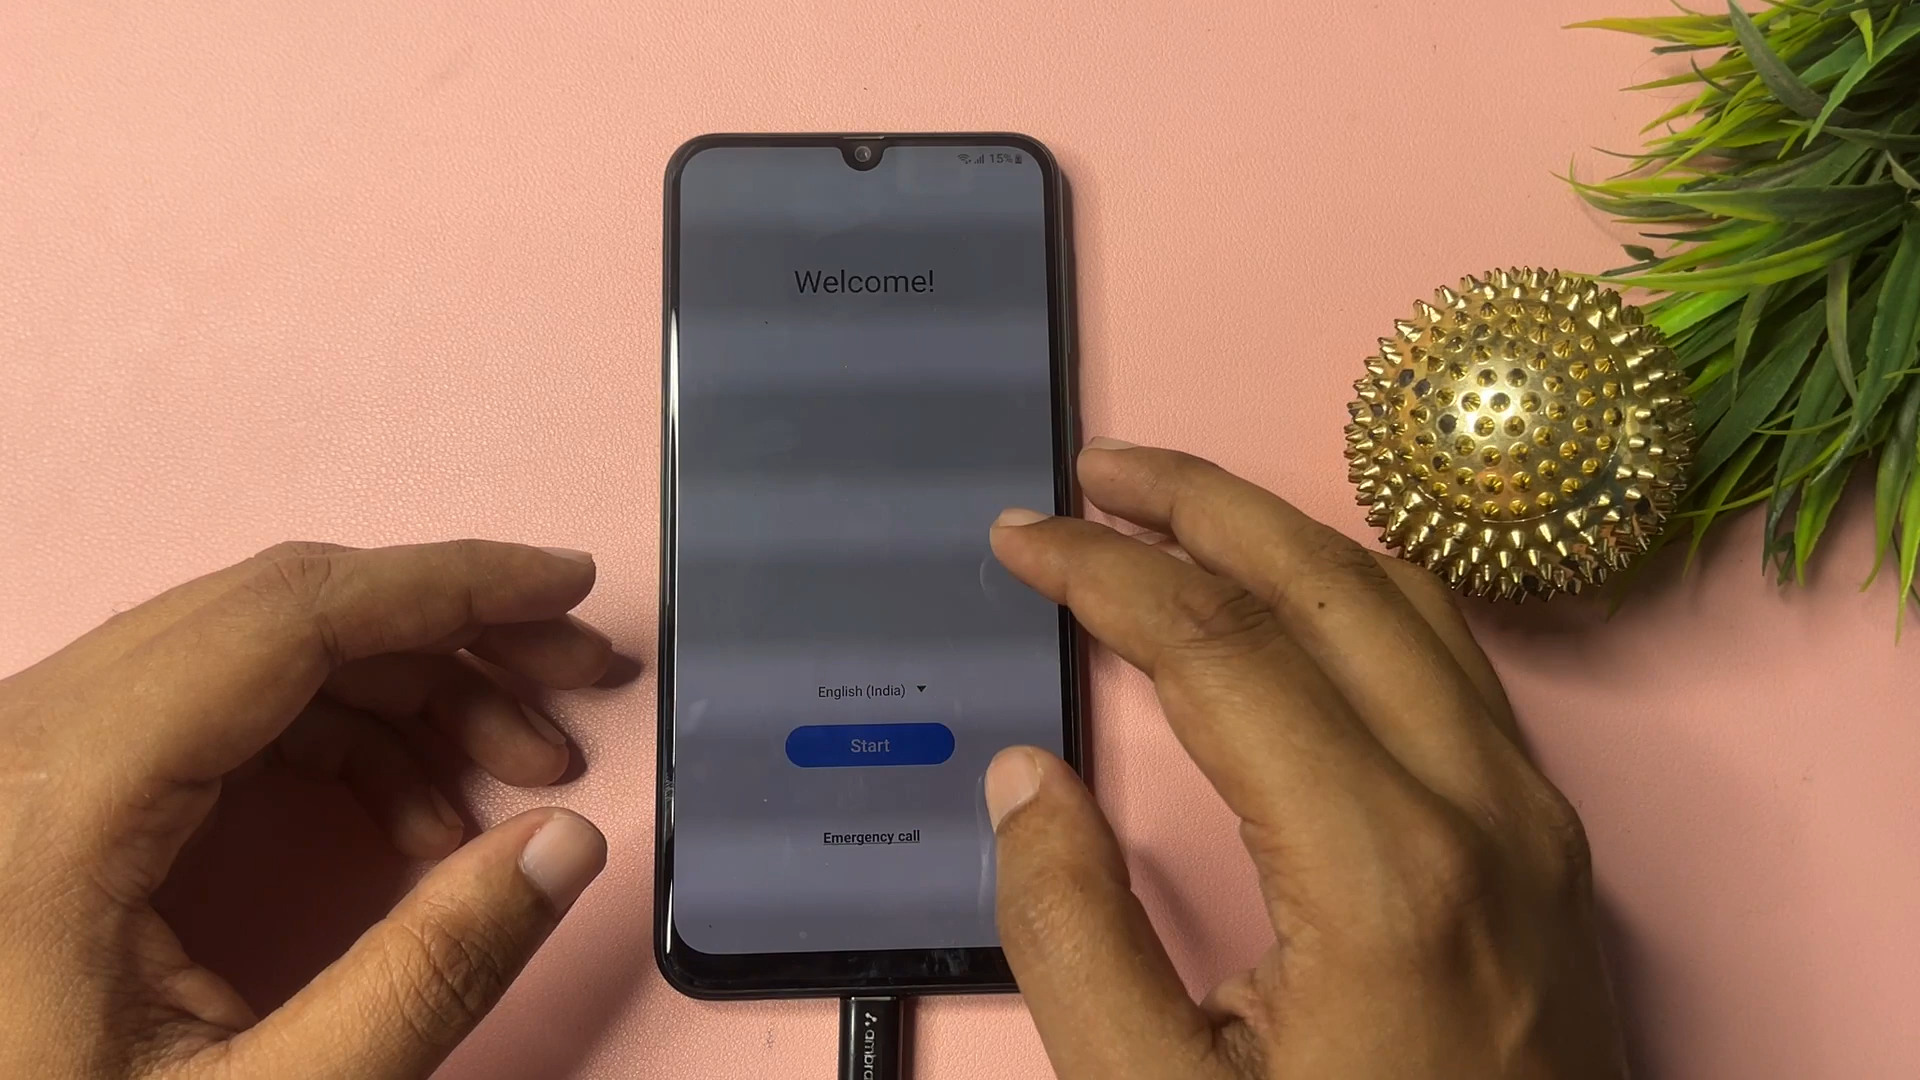 15%
Welcome!
English (India)
Start
Emergency call